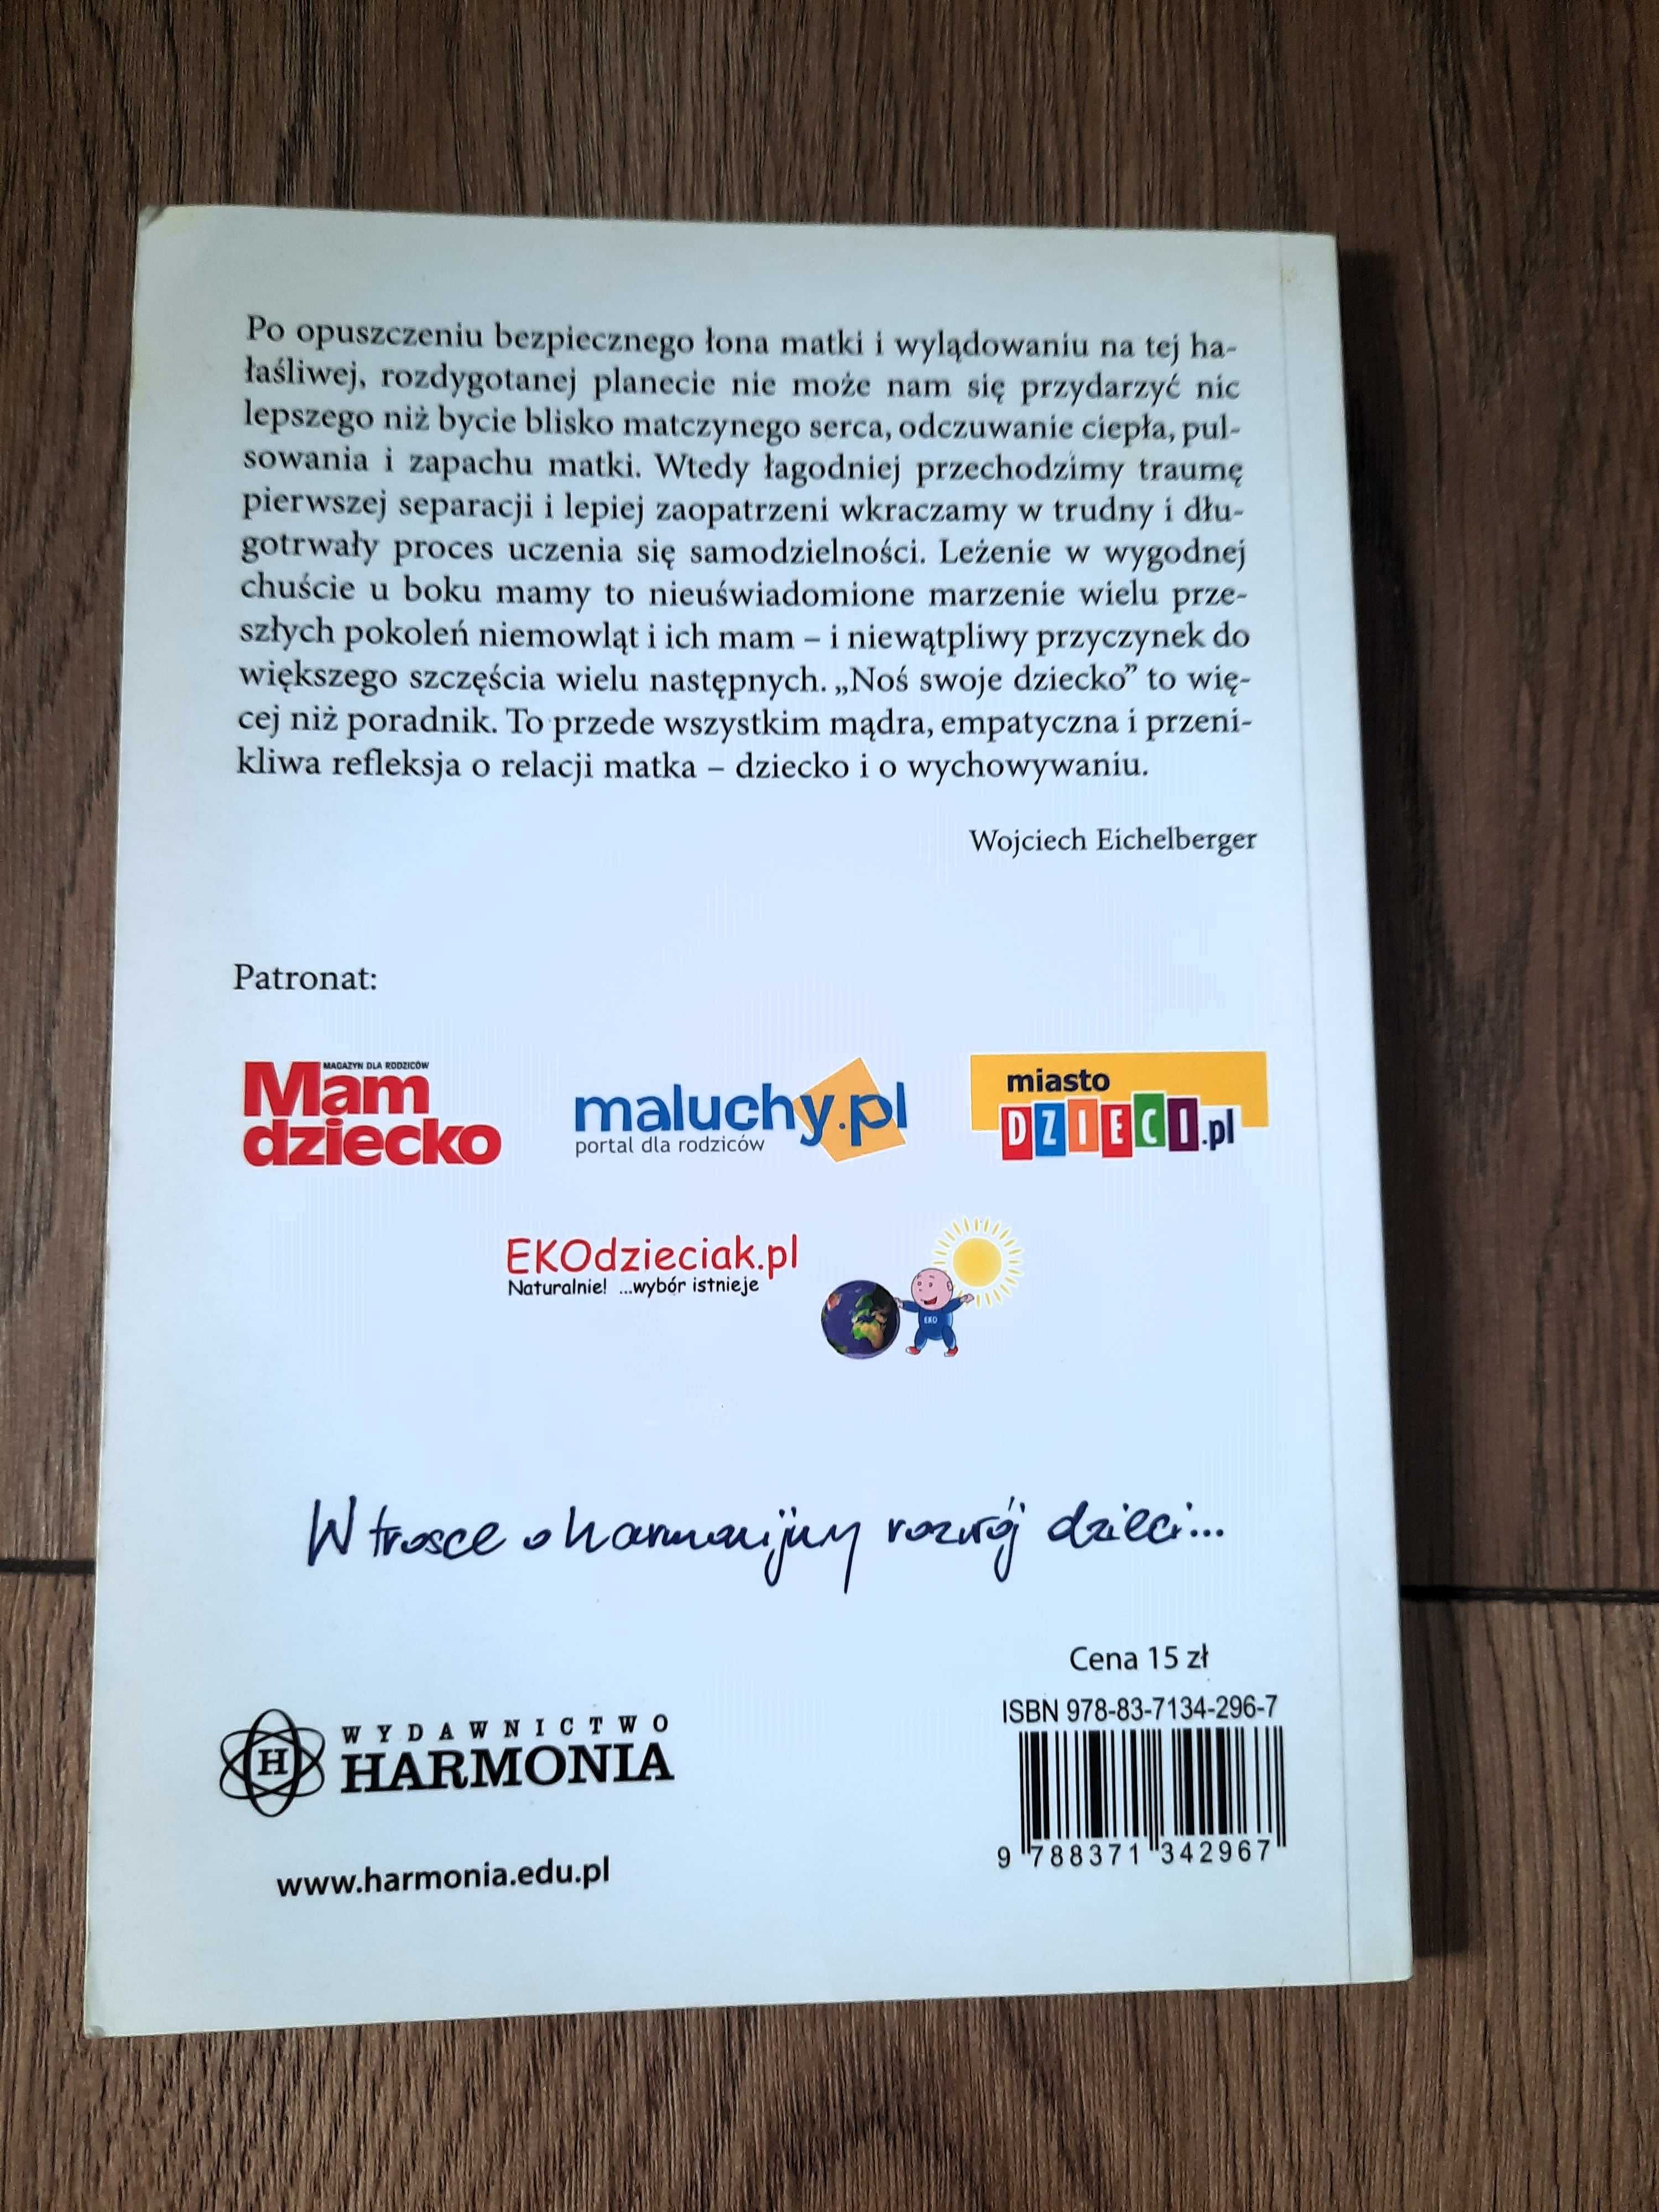 Po opuszczeniu bezpiecznego łona matki i wylądowaniu na tej ha-
łaśliwej, rozdygotanej planecie nie może nam się przydarzyć nic
lepszego niż bycie blisko matczynego serca, odczuwanie ciepła, pul-
sowania i zapachu matki. Wtedy łagodniej przechodzimy traumę
pierwszej separacji i lepiej zaopatrzeni wkraczamy w trudny i dłu-
gotrwały proces uczenia się samodzielności. Leżenie w wygodnej
chuście u boku mamy to nieuświadomione marzenie wielu prze-
szłych pokoleń niemowląt i ich mam – i niewątpliwy przyczynek do
większego szczęścia wielu następnych. „Noś swoje dziecko” to wię-
cej niż poradnik. To przede wszystkim mądra, empatyczna i przeni-
kliwa refleksja o relacji matka – dziecko i o wychowywaniu.
Wojciech Eichelberger
Patronat:
MAGAZYN DLA RODZICÓW
Mam
dziecko
maluchy.pl
portal dla rodziców
miasto
DZIECI.pl
EKOdzieciak.pl
Naturalnie! ...wybór istnieje
EKO
W trosce o harmonijny rozwój dzieci...
Cena 15 zł
ISBN 978-83-7134-296-7
9 788371 342967
H
WYDAWNICTWO
HARMONIA
www.harmonia.edu.pl